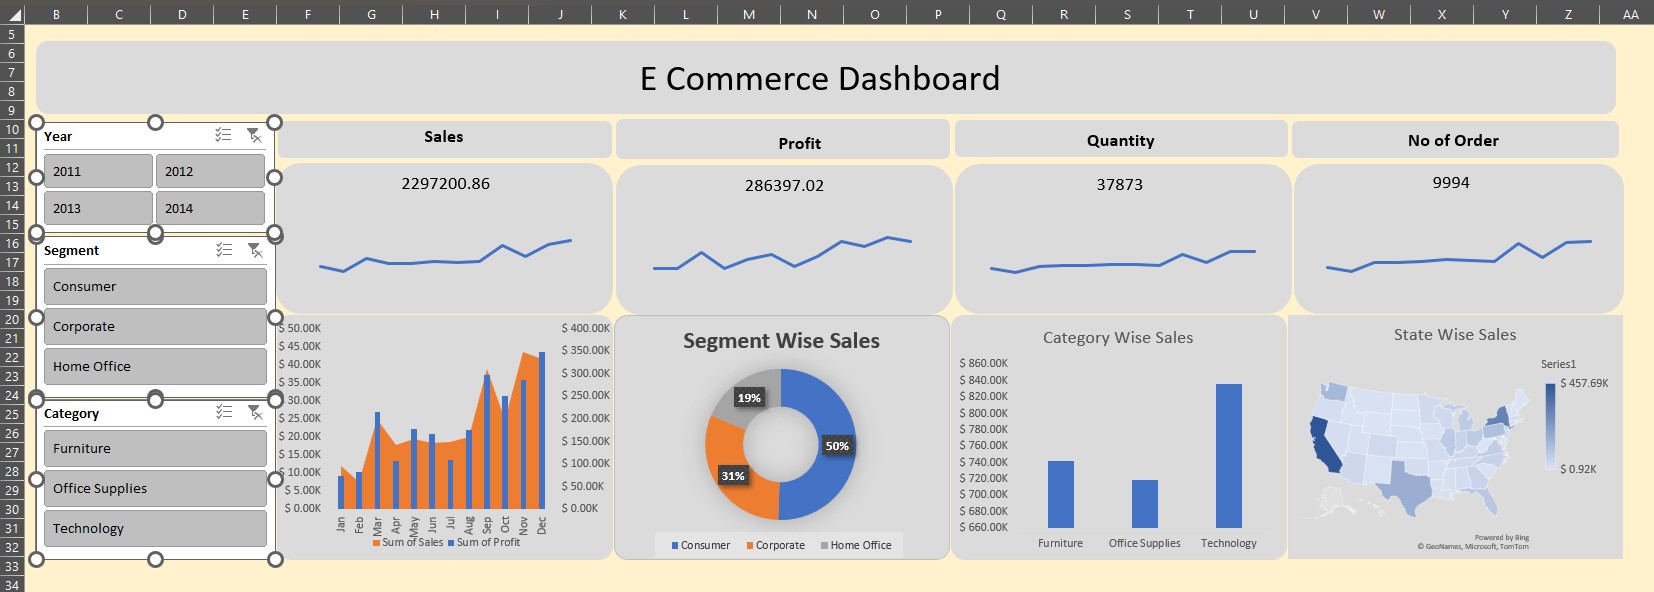 B C D E F G H I J K L M N O P Q R S T U V W X Y Z AA
5
6
7
8
9
10
11
12
13
14
15
16
17
18
19
20
21
22
23
24
25
26
27
28
29
30
31
32
33
34
E Commerce Dashboard
Year
2011 2012
2013 2014
Segment
Consumer
Corporate
Home Office
Category
Furniture
Office Supplies
Technology
Sales
2297200.86
Profit
286397.02
Quantity
37873
No of Order
9994
$ 50.00K
$ 45.00K
$ 40.00K
$ 35.00K
$ 30.00K
$ 25.00K
$ 20.00K
$ 15.00K
$ 10.00K
$ 5.00K
$ 0.00K
$ 400.00K
$ 350.00K
$ 300.00K
$ 250.00K
$ 200.00K
$ 150.00K
$ 100.00K
$ 50.00K
$ 0.00K
Jan Feb Mar Apr May Jun Jul Aug Sep Oct Nov Dec
Sum of Sales Sum of Profit
Segment Wise Sales
19%
50%
31%
Consumer Corporate Home Office
Category Wise Sales
$ 860.00K
$ 840.00K
$ 820.00K
$ 800.00K
$ 780.00K
$ 760.00K
$ 740.00K
$ 720.00K
$ 700.00K
$ 680.00K
$ 660.00K
Furniture Office Supplies Technology
State Wise Sales
Series1
$ 457.69K
$ 0.92K
Powered by Bing
© GeoNames, Microsoft, TomTom